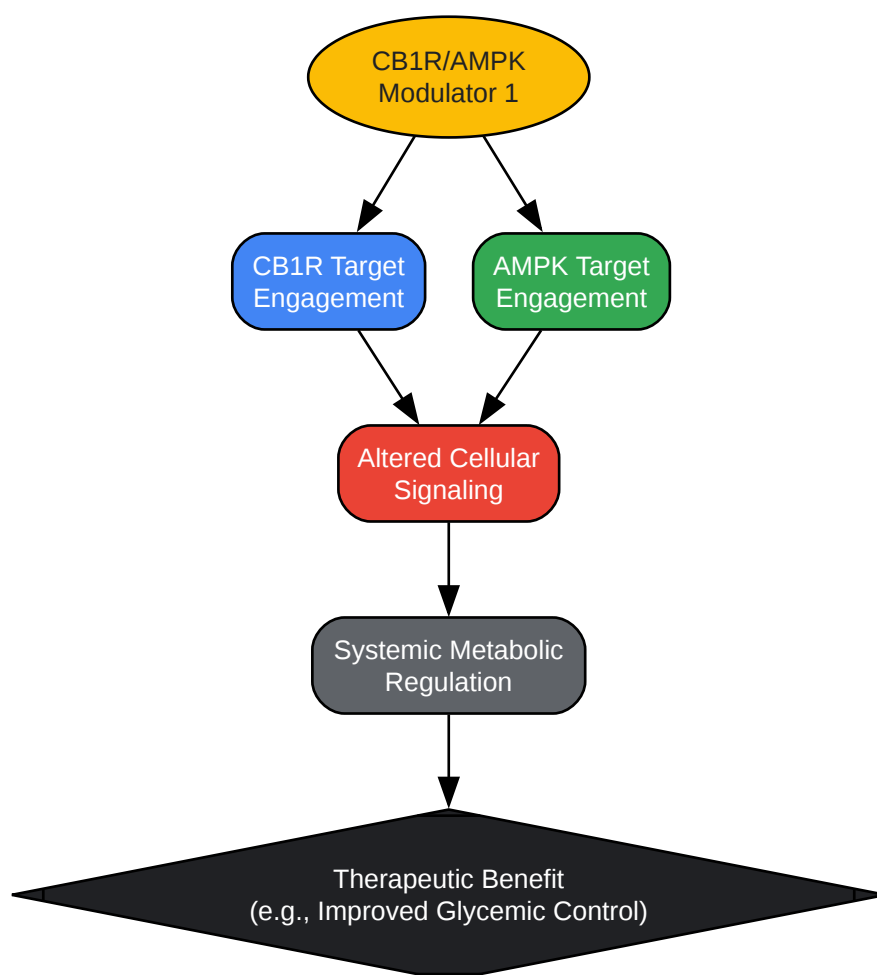 CB1R/AMPK
Modulator 1
CB1R Target
Engagement
AMPK Target
Engagement
Altered Cellular
Signaling
Systemic Metabolic
Regulation
Therapeutic Benefit
(e.g., Improved Glycemic Control)